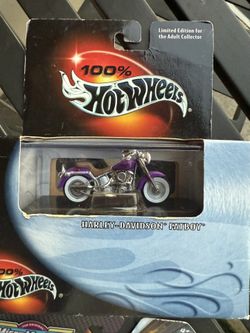 Limited Edition for
the Adult Collector
100%
HOT WHEELS
HARLEY-DAVIDSON FATBOY
100%
HOT WHEELS